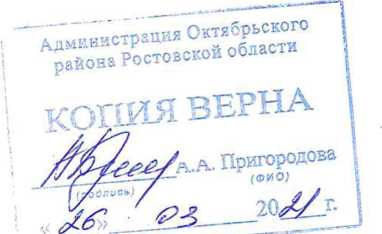 Администрация Октябрьского
района Ростовской области
КОПИЯ ВЕРНА
А.А. Пригородова
(подпись) (ФИО)
«26» 03 2021 г.